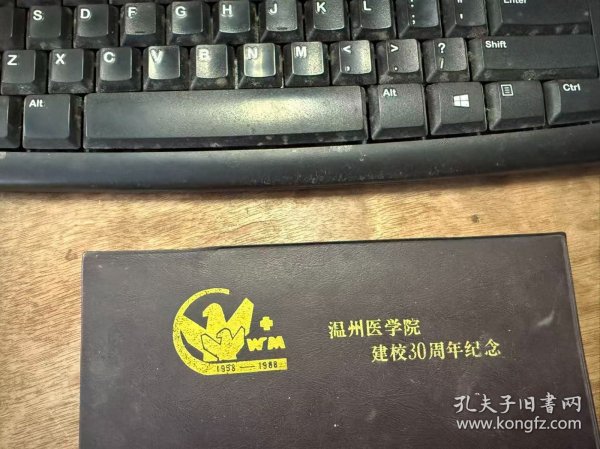 S D F G H J K L : ; " ' Enter
Z X C V B N M < , > . ? / Shift
Alt Alt Ctrl
WM
1958 — 1988
温州医学院
建校30周年纪念
孔夫子旧书网
www.kongfz.com